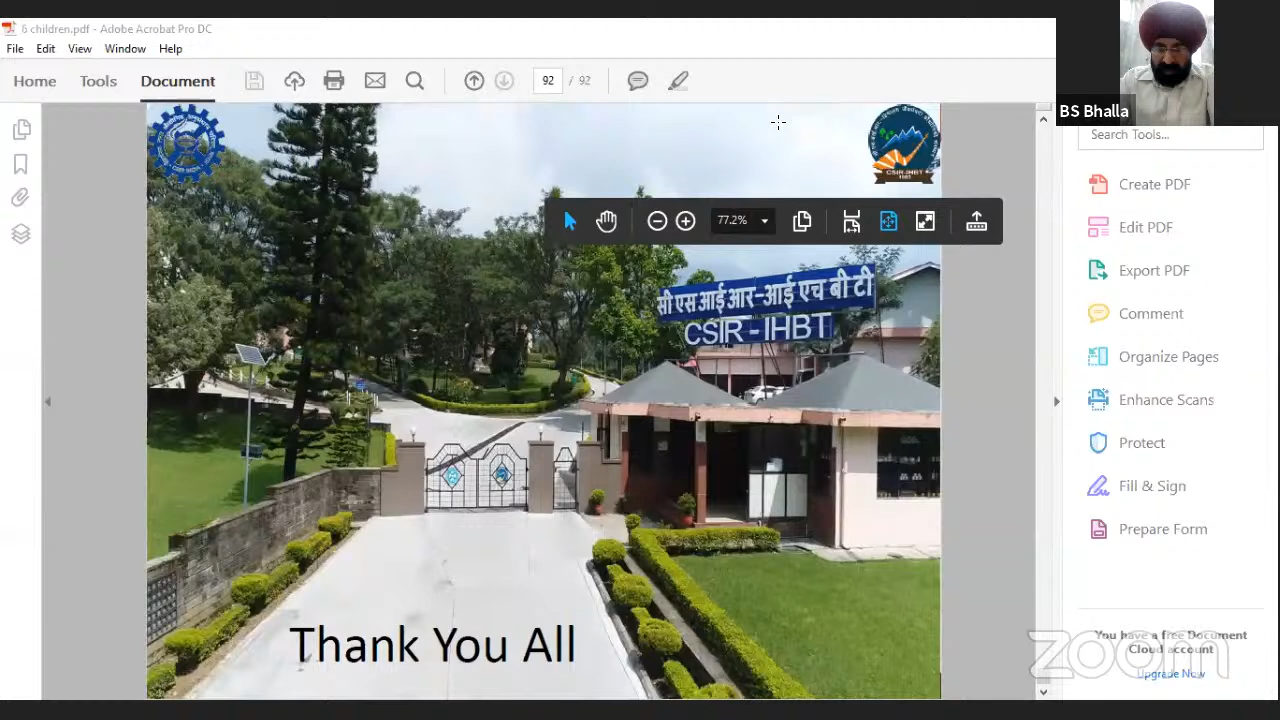 6 children.pdf - Adobe Acrobat Pro DC
File Edit View Window Help
Home Tools Document 92 / 92
BS Bhalla
Search Tools...
CSIR-IHBT
77.2%
Create PDF
Edit PDF
Export PDF
Comment
Organize Pages
Enhance Scans
Protect
Fill & Sign
Prepare Form
सी एस आई आर-आई एच बी टी
CSIR - IHBT
Thank You All
You have a free Document
Cloud account
Upgrade Now
zoom